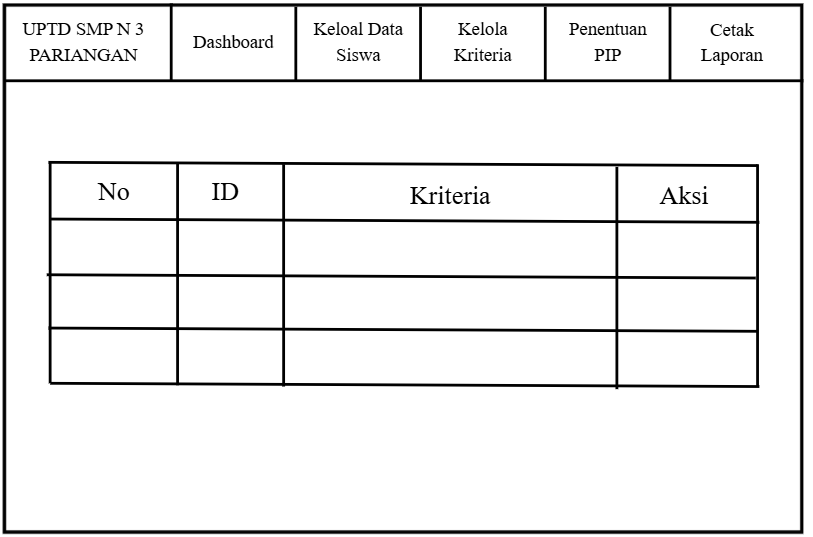 UPTD SMP N 3
PARIANGAN
Dashboard
Keloal Data
Siswa
Kelola
Kriteria
Penentuan
PIP
Cetak
Laporan
No
ID
Kriteria
Aksi